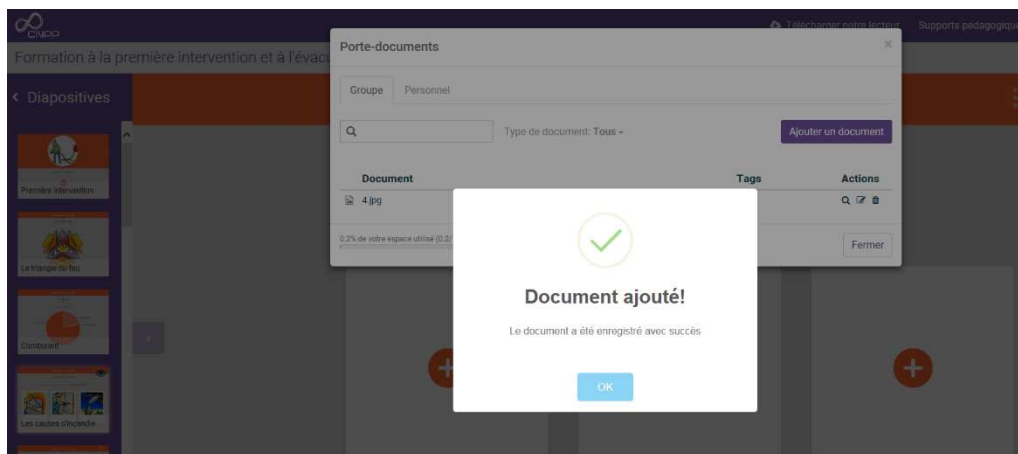 CNPP
Télécharger notre lecteur Supports pédagogique
Formation à la première intervention et à l'évacu
Porte-documents ×
Diapositives
Groupe Personnel
Type de document: Tous
Ajouter un document
Document Tags Actions
4.jpg
0.2% de votre espace utilisé (0.2/
Fermer
Première intervention
Le triangle du feu
Comburant
Les causes d'incendie
Document ajouté!
Le document a été enregistré avec succès
OK